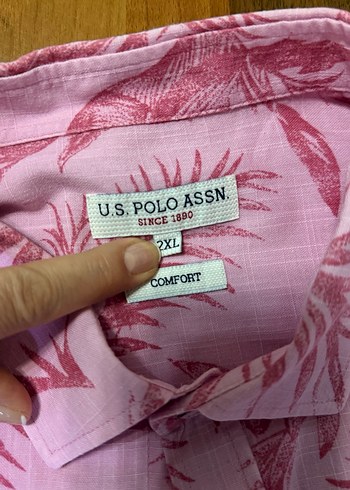 U.S. POLO ASSN.
SINCE 1890
2XL
COMFORT